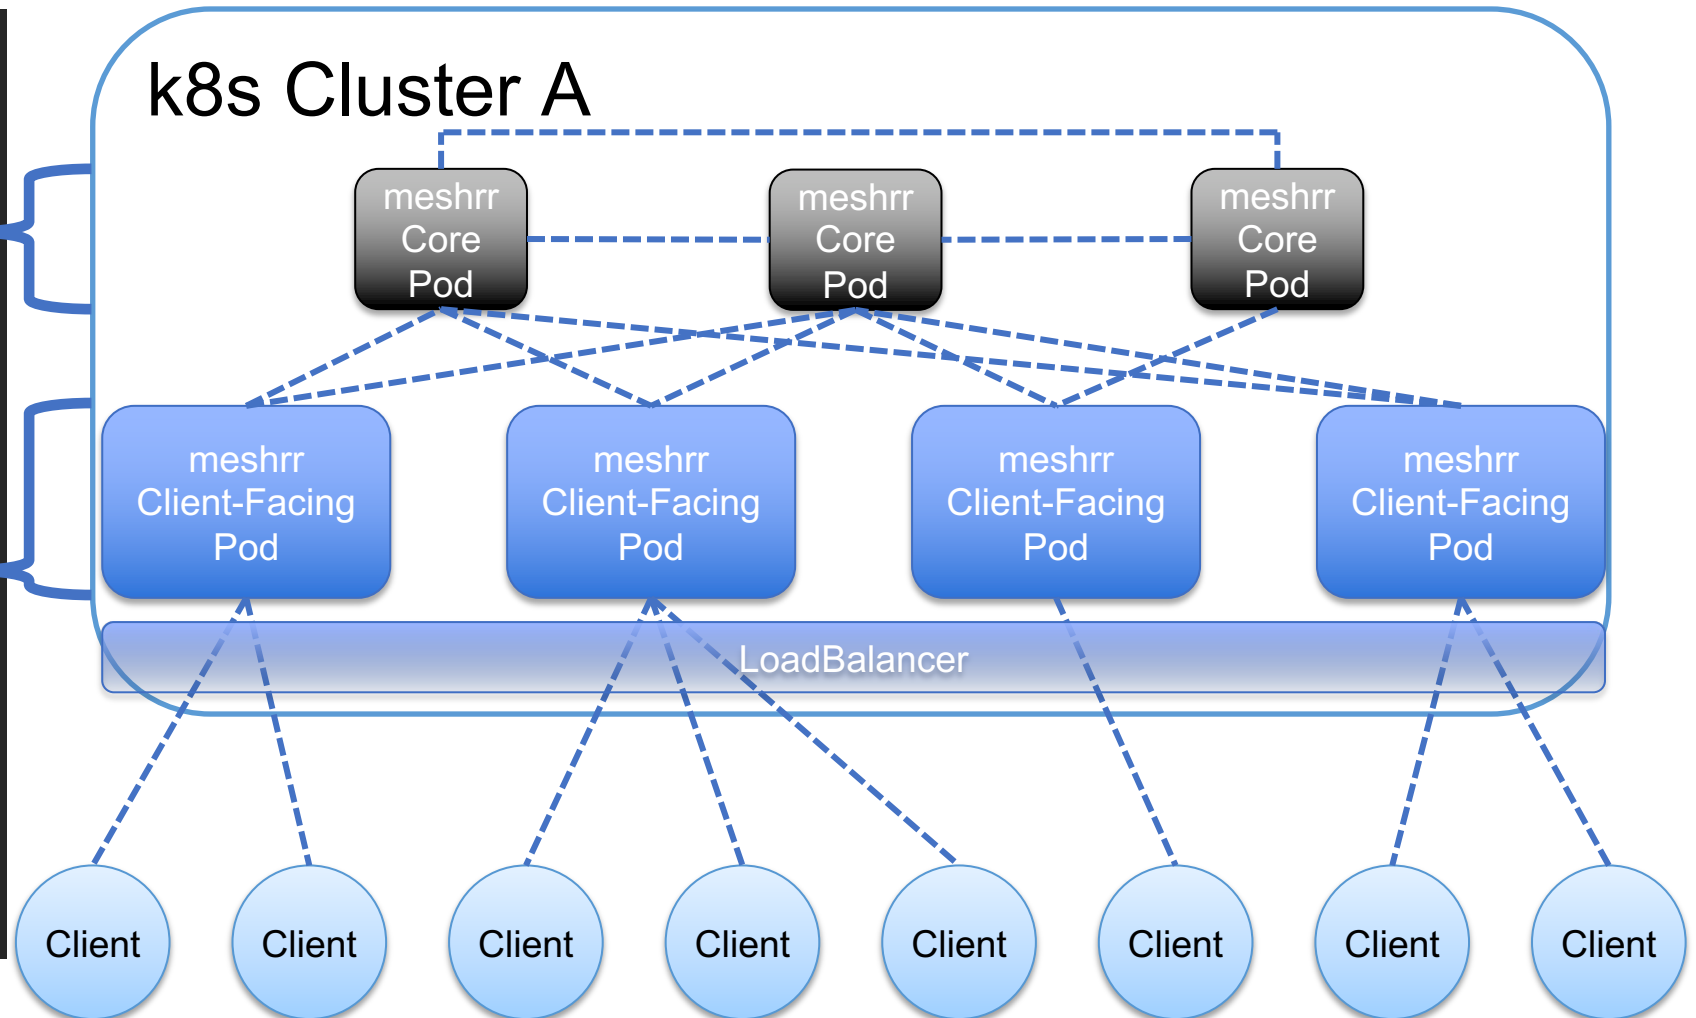 k8s Cluster A
meshrr
Core
Pod
meshrr
Core
Pod
meshrr
Core
Pod
meshrr
Client-Facing
Pod
meshrr
Client-Facing
Pod
meshrr
Client-Facing
Pod
meshrr
Client-Facing
Pod
LoadBalancer
Client
Client
Client
Client
Client
Client
Client
Client